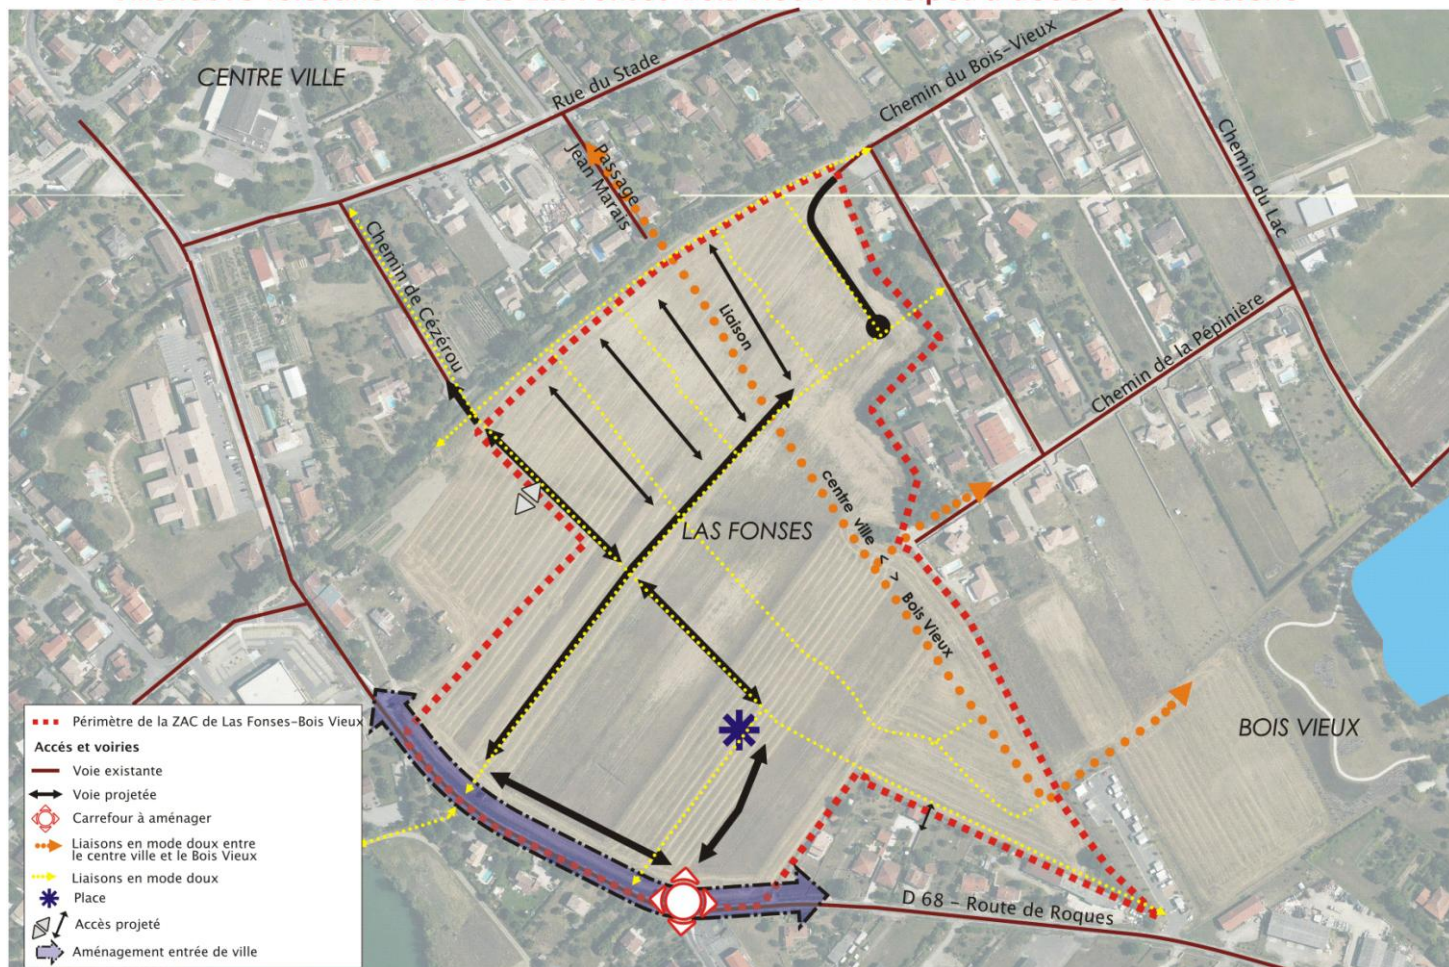 CENTRE VILLE
Rue du Stade
Chemin du Bois-Vieux
Passage
Jean Marais
Chemin du Lac
Chemin de Cézérou
Liaison
Chemin de la Pépinière
LAS FONSES
centre ville < > Bois Vieux
BOIS VIEUX
D 68 - Route de Roques
Périmètre de la ZAC de Las Fonses-Bois Vieux
Accès et voiries
Voie existante
Voie projetée
Carrefour à aménager
Liaisons en mode doux entre
le centre ville et le Bois Vieux
Liaisons en mode doux
Place
Accès projeté
Aménagement entrée de ville